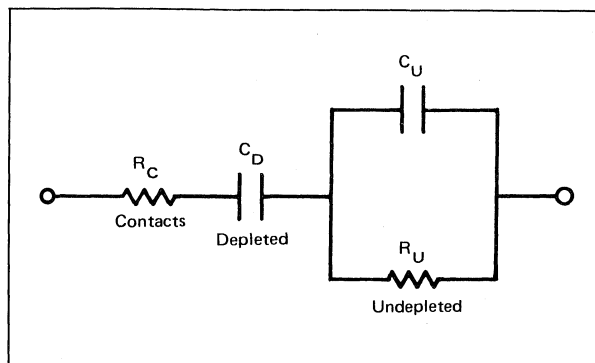 C_U
R_C
C_D
Contacts
Depleted
R_U
Undepleted